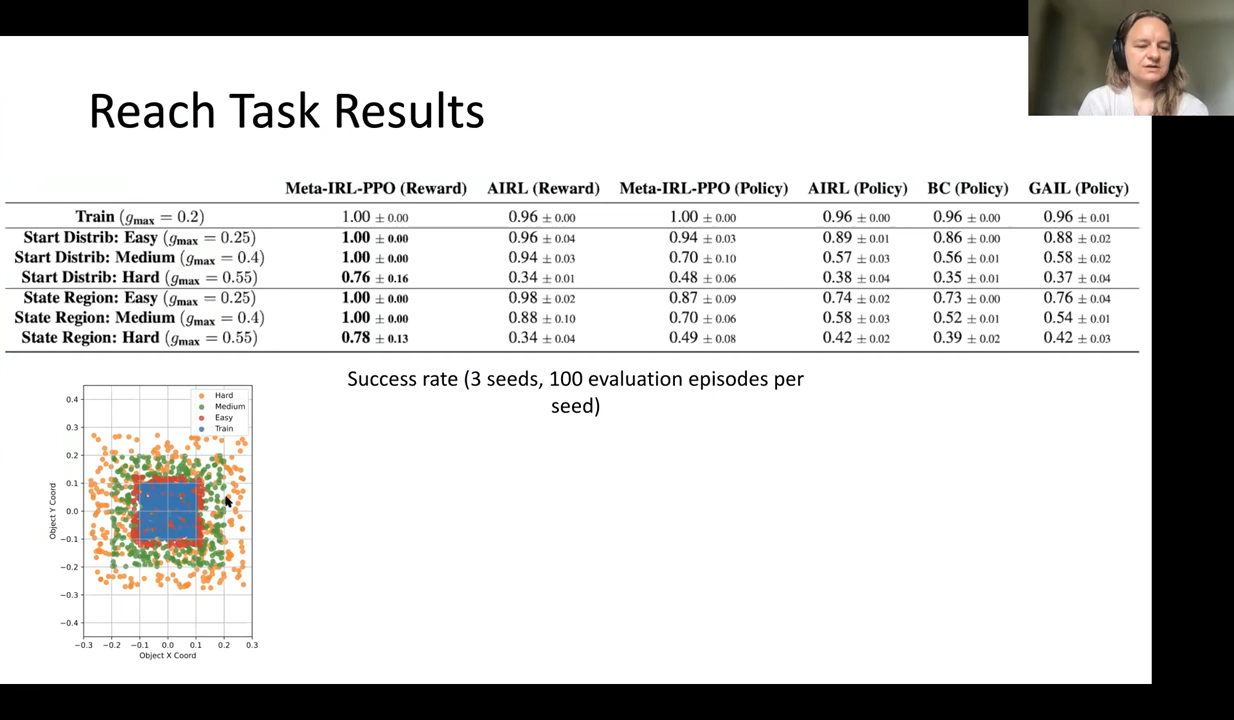 Reach Task Results
Meta-IRL-PPO (Reward) AIRL (Reward) Meta-IRL-PPO (Policy) AIRL (Policy) BC (Policy) GAIL (Policy)
Train (gmax = 0.2) 1.00 ± 0.00 0.96 ± 0.00 1.00 ± 0.00 0.96 ± 0.00 0.96 ± 0.00 0.96 ± 0.01
Start Distrib: Easy (gmax = 0.25) 1.00 ± 0.00 0.96 ± 0.04 0.94 ± 0.03 0.89 ± 0.01 0.86 ± 0.00 0.88 ± 0.02
Start Distrib: Medium (gmax = 0.4) 1.00 ± 0.00 0.94 ± 0.03 0.70 ± 0.10 0.57 ± 0.03 0.56 ± 0.01 0.58 ± 0.02
Start Distrib: Hard (gmax = 0.55) 0.76 ± 0.16 0.34 ± 0.01 0.48 ± 0.06 0.38 ± 0.04 0.35 ± 0.01 0.37 ± 0.04
State Region: Easy (gmax = 0.25) 1.00 ± 0.00 0.98 ± 0.02 0.87 ± 0.09 0.74 ± 0.02 0.73 ± 0.00 0.76 ± 0.04
State Region: Medium (gmax = 0.4) 1.00 ± 0.00 0.88 ± 0.10 0.70 ± 0.06 0.58 ± 0.03 0.52 ± 0.01 0.54 ± 0.01
State Region: Hard (gmax = 0.55) 0.78 ± 0.13 0.34 ± 0.04 0.49 ± 0.08 0.42 ± 0.02 0.39 ± 0.02 0.42 ± 0.03
Success rate (3 seeds, 100 evaluation episodes per
seed)
Hard
Medium
Easy
Train
0.4
0.3
0.2
0.1
0.0
−0.1
−0.2
−0.3
−0.4
Object Y Coord
−0.3 −0.2 −0.1 0.0 0.1 0.2 0.3
Object X Coord